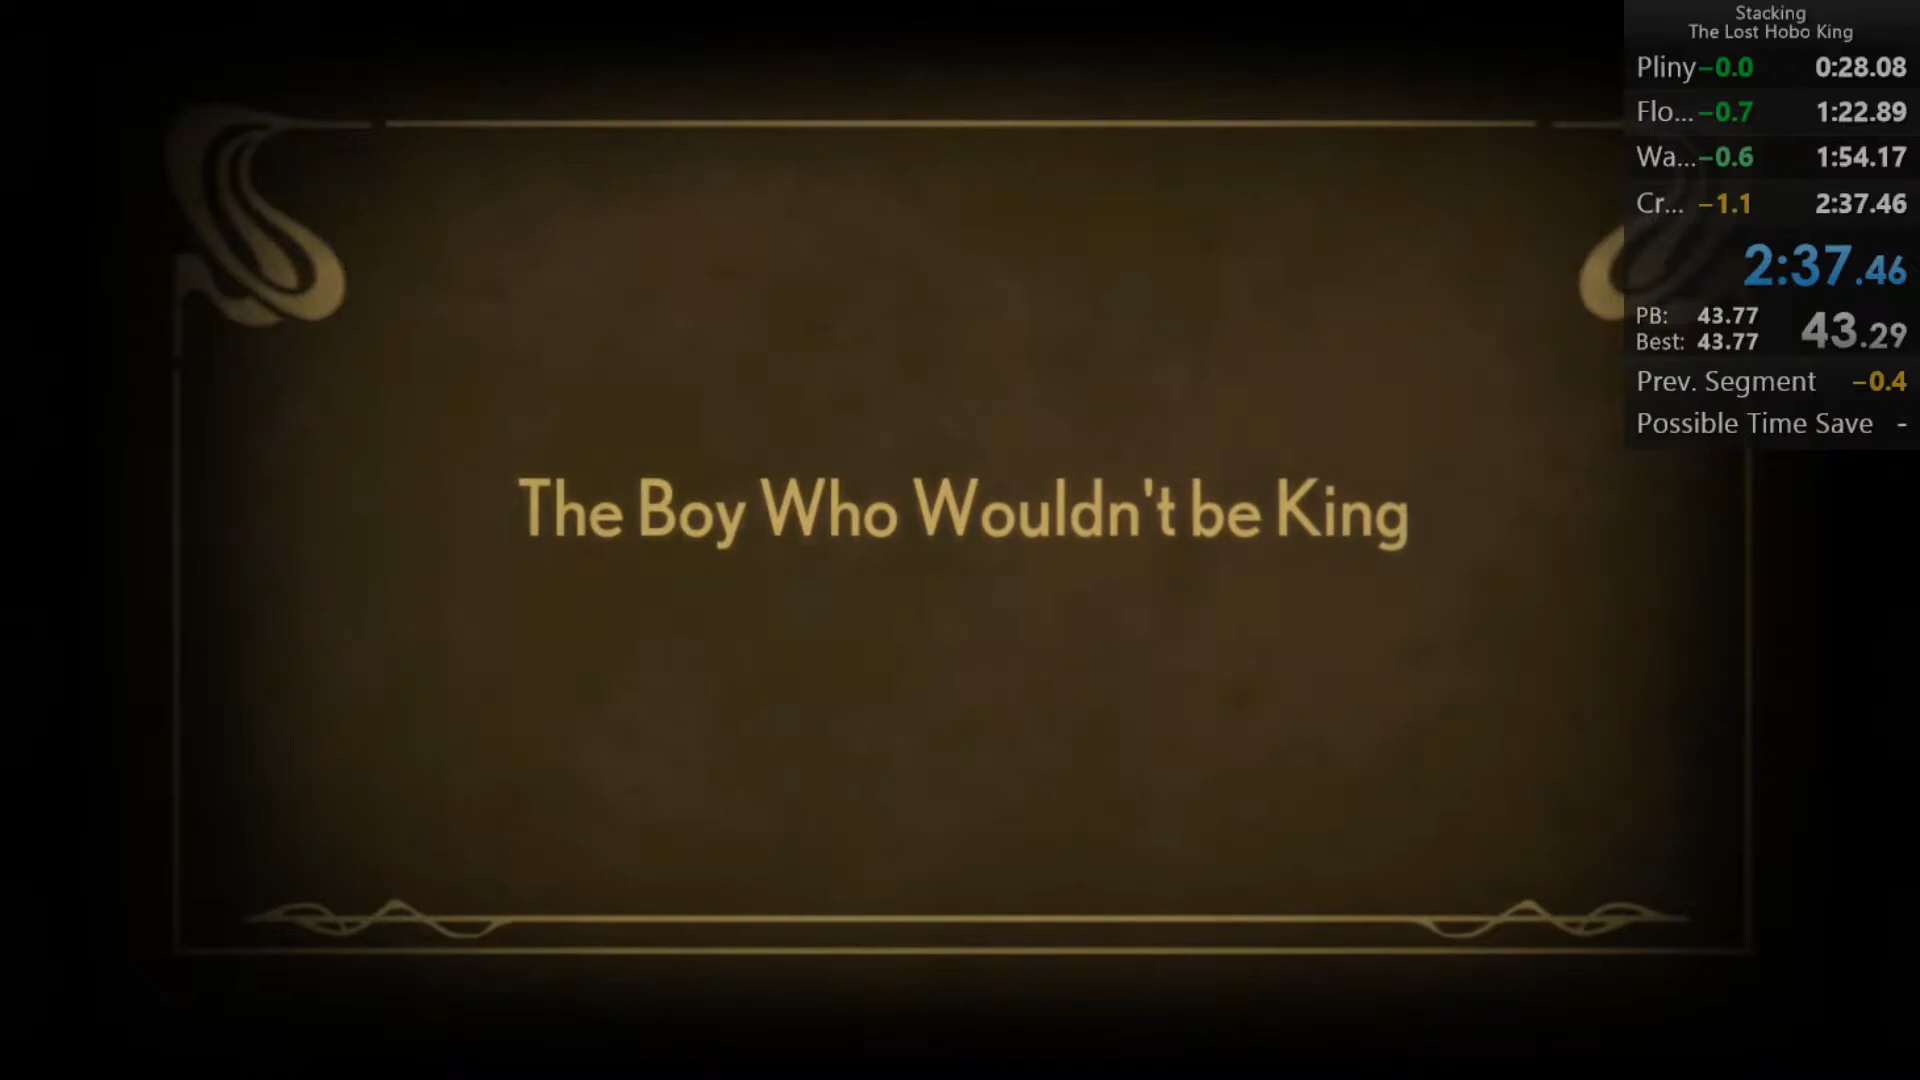 Stacking
The Lost Hobo King
Pliny -0.0 0:28.08
Flo... -0.7 1:22.89
Wa... -0.6 1:54.17
Cr... -1.1 2:37.46
2:37.46
PB: 43.77
Best: 43.77
43.29
Prev. Segment -0.4
Possible Time Save -
The Boy Who Wouldn't be King